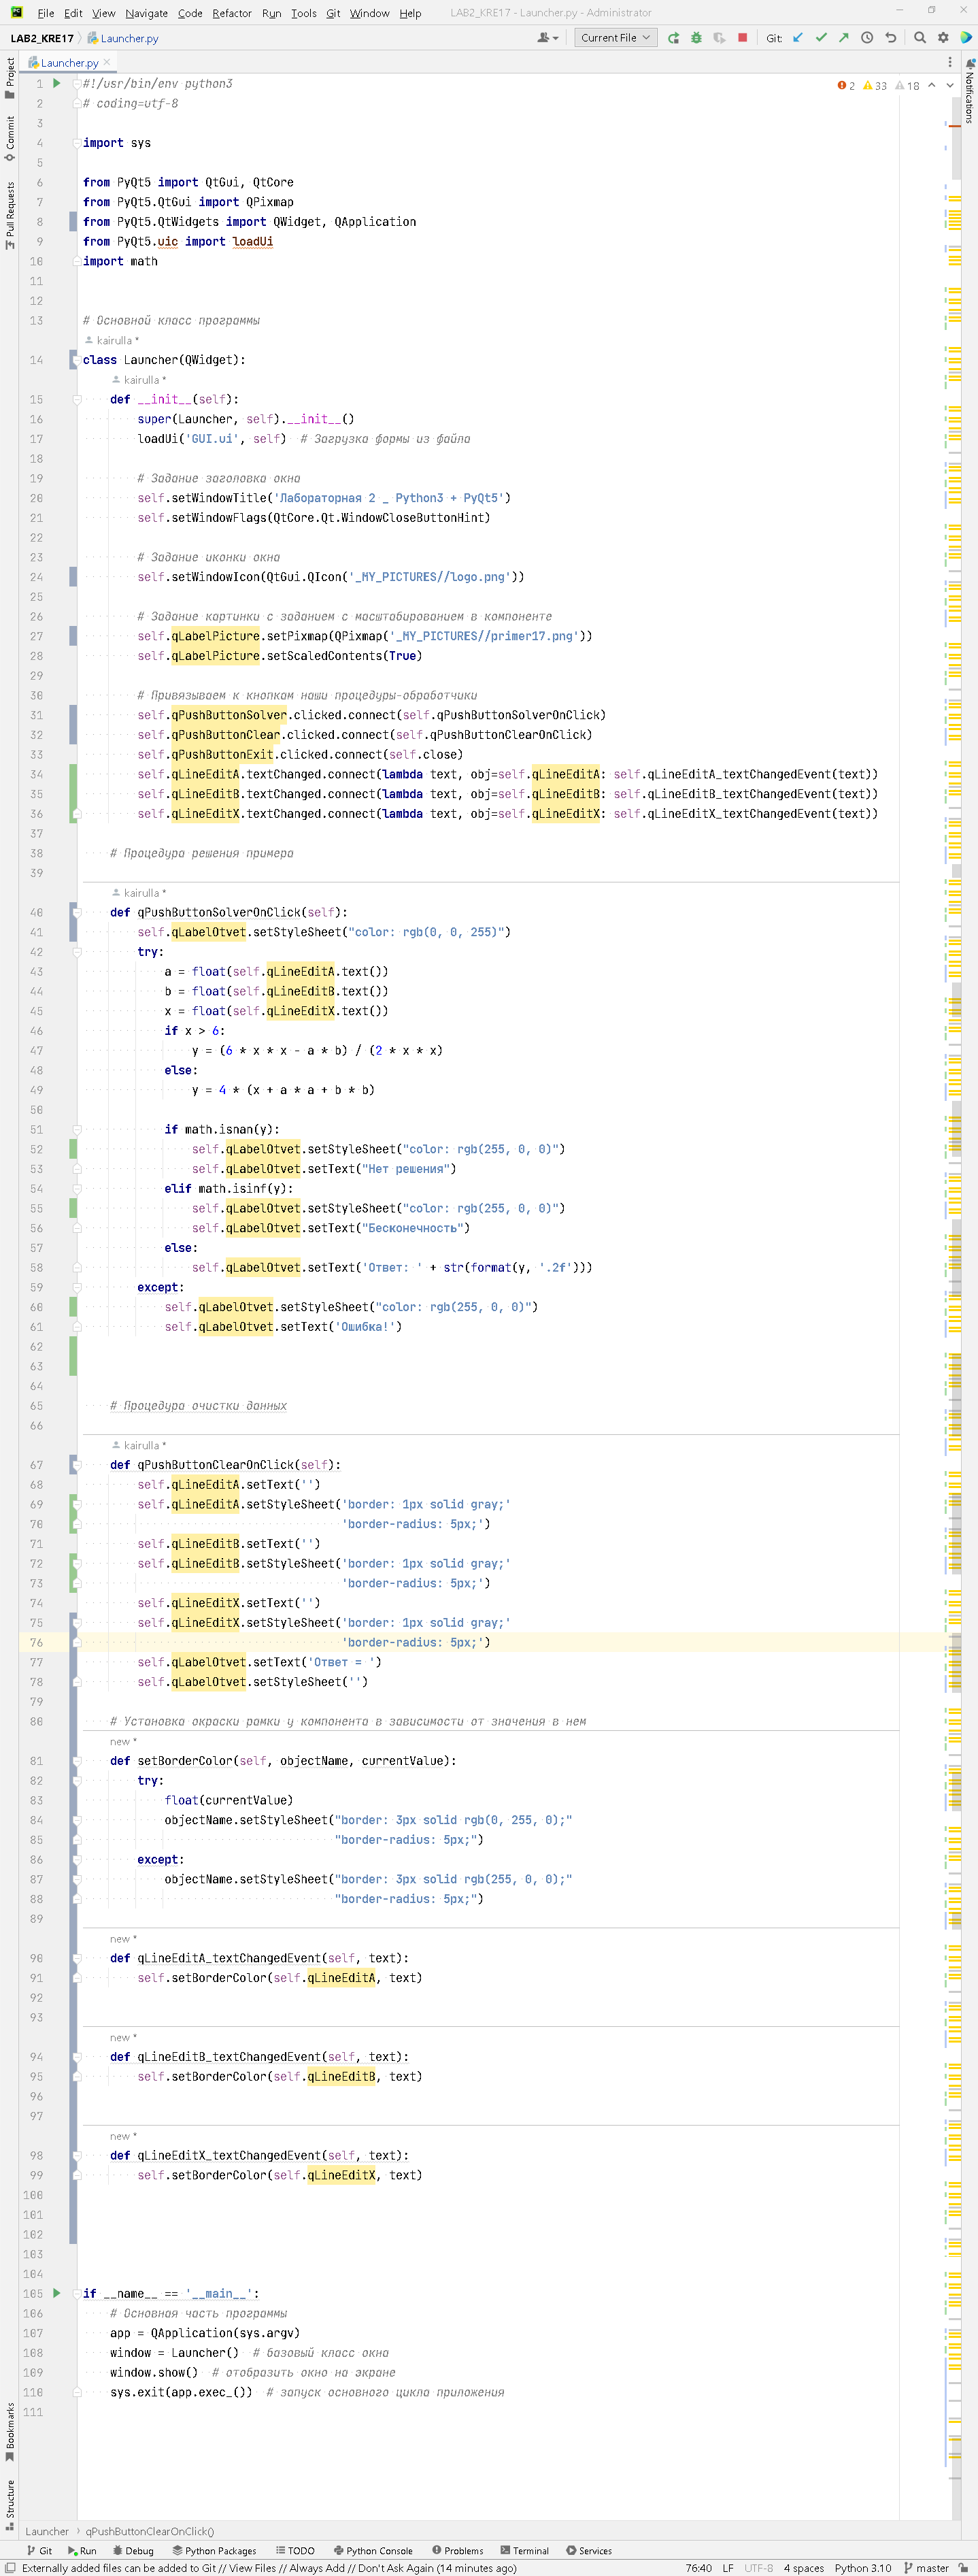 File Edit View Navigate Code Refactor Run Tools Git Window Help LAB2_KRE17 - Launcher.py - Administrator
LAB2_KRE17 Launcher.py Current File Git:
Launcher.py
Project
Commit
Pull Requests
Notifications
2 33 18
1 #!/usr/bin/env python3
2 # coding=utf-8
3
4 import sys
5
6 from PyQt5 import QtGui, QtCore
7 from PyQt5.QtGui import QPixmap
8 from PyQt5.QtWidgets import QWidget, QApplication
9 from PyQt5.uic import loadUi
10 import math
11
12
13 # Основной класс программы
kairulla *
14 class Launcher(QWidget):
kairulla *
15 def __init__(self):
16 super(Launcher, self).__init__()
17 loadUi('GUI.ui', self) # Загрузка формы из файла
18
19 # Задание заголовка окна
20 self.setWindowTitle('Лабораторная 2 _ Python3 + PyQt5')
21 self.setWindowFlags(QtCore.Qt.WindowCloseButtonHint)
22
23 # Задание иконки окна
24 self.setWindowIcon(QtGui.QIcon('_MY_PICTURES//logo.png'))
25
26 # Задание картинки с заданием с масштабированием в компоненте
27 self.qLabelPicture.setPixmap(QPixmap('_MY_PICTURES//primer17.png'))
28 self.qLabelPicture.setScaledContents(True)
29
30 # Привязываем к кнопкам наши процедуры-обработчики
31 self.qPushButtonSolver.clicked.connect(self.qPushButtonSolverOnClick)
32 self.qPushButtonClear.clicked.connect(self.qPushButtonClearOnClick)
33 self.qPushButtonExit.clicked.connect(self.close)
34 self.qLineEditA.textChanged.connect(lambda text, obj=self.qLineEditA: self.qLineEditA_textChangedEvent(text))
35 self.qLineEditB.textChanged.connect(lambda text, obj=self.qLineEditB: self.qLineEditB_textChangedEvent(text))
36 self.qLineEditX.textChanged.connect(lambda text, obj=self.qLineEditX: self.qLineEditX_textChangedEvent(text))
37
38 # Процедура решения примера
39
kairulla *
40 def qPushButtonSolverOnClick(self):
41 self.qLabelOtvet.setStyleSheet("color: rgb(0, 0, 255)")
42 try:
43 a = float(self.qLineEditA.text())
44 b = float(self.qLineEditB.text())
45 x = float(self.qLineEditX.text())
46 if x > 6:
47 y = (6 * x * x - a * b) / (2 * x * x)
48 else:
49 y = 4 * (x + a * a + b * b)
50
51 if math.isnan(y):
52 self.qLabelOtvet.setStyleSheet("color: rgb(255, 0, 0)")
53 self.qLabelOtvet.setText("Нет решения")
54 elif math.isinf(y):
55 self.qLabelOtvet.setStyleSheet("color: rgb(255, 0, 0)")
56 self.qLabelOtvet.setText("Бесконечность")
57 else:
58 self.qLabelOtvet.setText('Ответ: ' + str(format(y, '.2f')))
59 except:
60 self.qLabelOtvet.setStyleSheet("color: rgb(255, 0, 0)")
61 self.qLabelOtvet.setText('Ошибка!')
62
63
64
65 # Процедура очистки данных
66
kairulla *
67 def qPushButtonClearOnClick(self):
68 self.qLineEditA.setText('')
69 self.qLineEditA.setStyleSheet('border: 1px solid gray;'
70 'border-radius: 5px;')
71 self.qLineEditB.setText('')
72 self.qLineEditB.setStyleSheet('border: 1px solid gray;'
73 'border-radius: 5px;')
74 self.qLineEditX.setText('')
75 self.qLineEditX.setStyleSheet('border: 1px solid gray;'
76 'border-radius: 5px;')
77 self.qLabelOtvet.setText('Ответ = ')
78 self.qLabelOtvet.setStyleSheet('')
79
80 # Установка окраски рамки у компонента в зависимости от значения в нем
new *
81 def setBorderColor(self, objectName, currentValue):
82 try:
83 float(currentValue)
84 objectName.setStyleSheet("border: 3px solid rgb(0, 255, 0);"
85 "border-radius: 5px;")
86 except:
87 objectName.setStyleSheet("border: 3px solid rgb(255, 0, 0);"
88 "border-radius: 5px;")
89
new *
90 def qLineEditA_textChangedEvent(self, text):
91 self.setBorderColor(self.qLineEditA, text)
92
93
new *
94 def qLineEditB_textChangedEvent(self, text):
95 self.setBorderColor(self.qLineEditB, text)
96
97
new *
98 def qLineEditX_textChangedEvent(self, text):
99 self.setBorderColor(self.qLineEditX, text)
100
101
102
103
104
105 if __name__ == '__main__':
106 # Основная часть программы
107 app = QApplication(sys.argv)
108 window = Launcher() # базовый класс окна
109 window.show() # отобразить окно на экране
110 sys.exit(app.exec_()) # запуск основного цикла приложения
111
Bookmarks
Structure
Launcher qPushButtonClearOnClick()
Git Run Debug Python Packages TODO Python Console Problems Terminal Services
Externally added files can be added to Git // View Files // Always Add // Don't Ask Again (14 minutes ago) 76:40 LF UTF-8 4 spaces Python 3.10 master